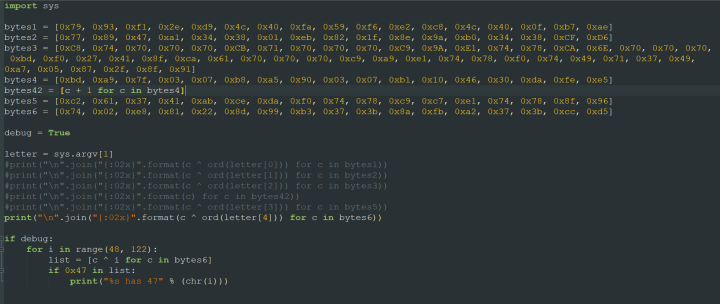 import sys

bytes1 = [0x79, 0x93, 0xf1, 0x2e, 0xd9, 0x4c, 0x40, 0xfa, 0x59, 0xf6, 0xe2, 0xc8, 0x4c, 0x40, 0x0f, 0xb7, 0xae]
bytes2 = [0x77, 0x89, 0x47, 0xa1, 0x34, 0x38, 0x01, 0xeb, 0x82, 0x1f, 0x8e, 0x9a, 0xb0, 0x34, 0x38, 0xCF, 0xD6]
bytes3 = [0xC8, 0x74, 0x70, 0x70, 0x70, 0xCB, 0x71, 0x70, 0x70, 0x70, 0xC9, 0x9A, 0xE1, 0x74, 0x78, 0xCA, 0x6E, 0x70, 0x70, 0x70,
0xbd, 0xf0, 0x27, 0x41, 0x8f, 0xca, 0x61, 0x70, 0x70, 0x70, 0xc9, 0xa9, 0xe1, 0x74, 0x78, 0xf0, 0x74, 0x49, 0x71, 0x37, 0x49,
0xa7, 0x05, 0x87, 0x2f, 0x8f, 0x91]
bytes4 = [0xbd, 0xa9, 0x7f, 0x03, 0x07, 0xb8, 0xa5, 0x90, 0x03, 0x07, 0xb1, 0x10, 0x46, 0x30, 0xda, 0xfe, 0xe5]
bytes42 = [c + 1 for c in bytes4]
bytes5 = [0xc2, 0x61, 0x37, 0x41, 0xab, 0xce, 0xda, 0xf0, 0x74, 0x78, 0xc9, 0xc7, 0xe1, 0x74, 0x78, 0x8f, 0x96]
bytes6 = [0x74, 0x02, 0xe8, 0x81, 0x22, 0x8d, 0x99, 0xb3, 0x37, 0x3b, 0x8a, 0xfb, 0xa2, 0x37, 0x3b, 0xcc, 0xd5]

debug = True

letter = sys.argv[1]
#print("\n".join("{:02x}".format(c ^ ord(letter[0])) for c in bytes1))
#print("\n".join("{:02x}".format(c ^ ord(letter[1])) for c in bytes2))
#print("\n".join("{:02x}".format(c ^ ord(letter[2])) for c in bytes3))
#print("\n".join("{:02x}".format(c) for c in bytes42))
#print("\n".join("{:02x}".format(c ^ ord(letter[3])) for c in bytes5))
print("\n".join("{:02x}".format(c ^ ord(letter[4])) for c in bytes6))

if debug:
    for i in range(48, 122):
        list = [c ^ i for c in bytes6]
        if 0x47 in list:
            print("%s has 47" % (chr(i)))